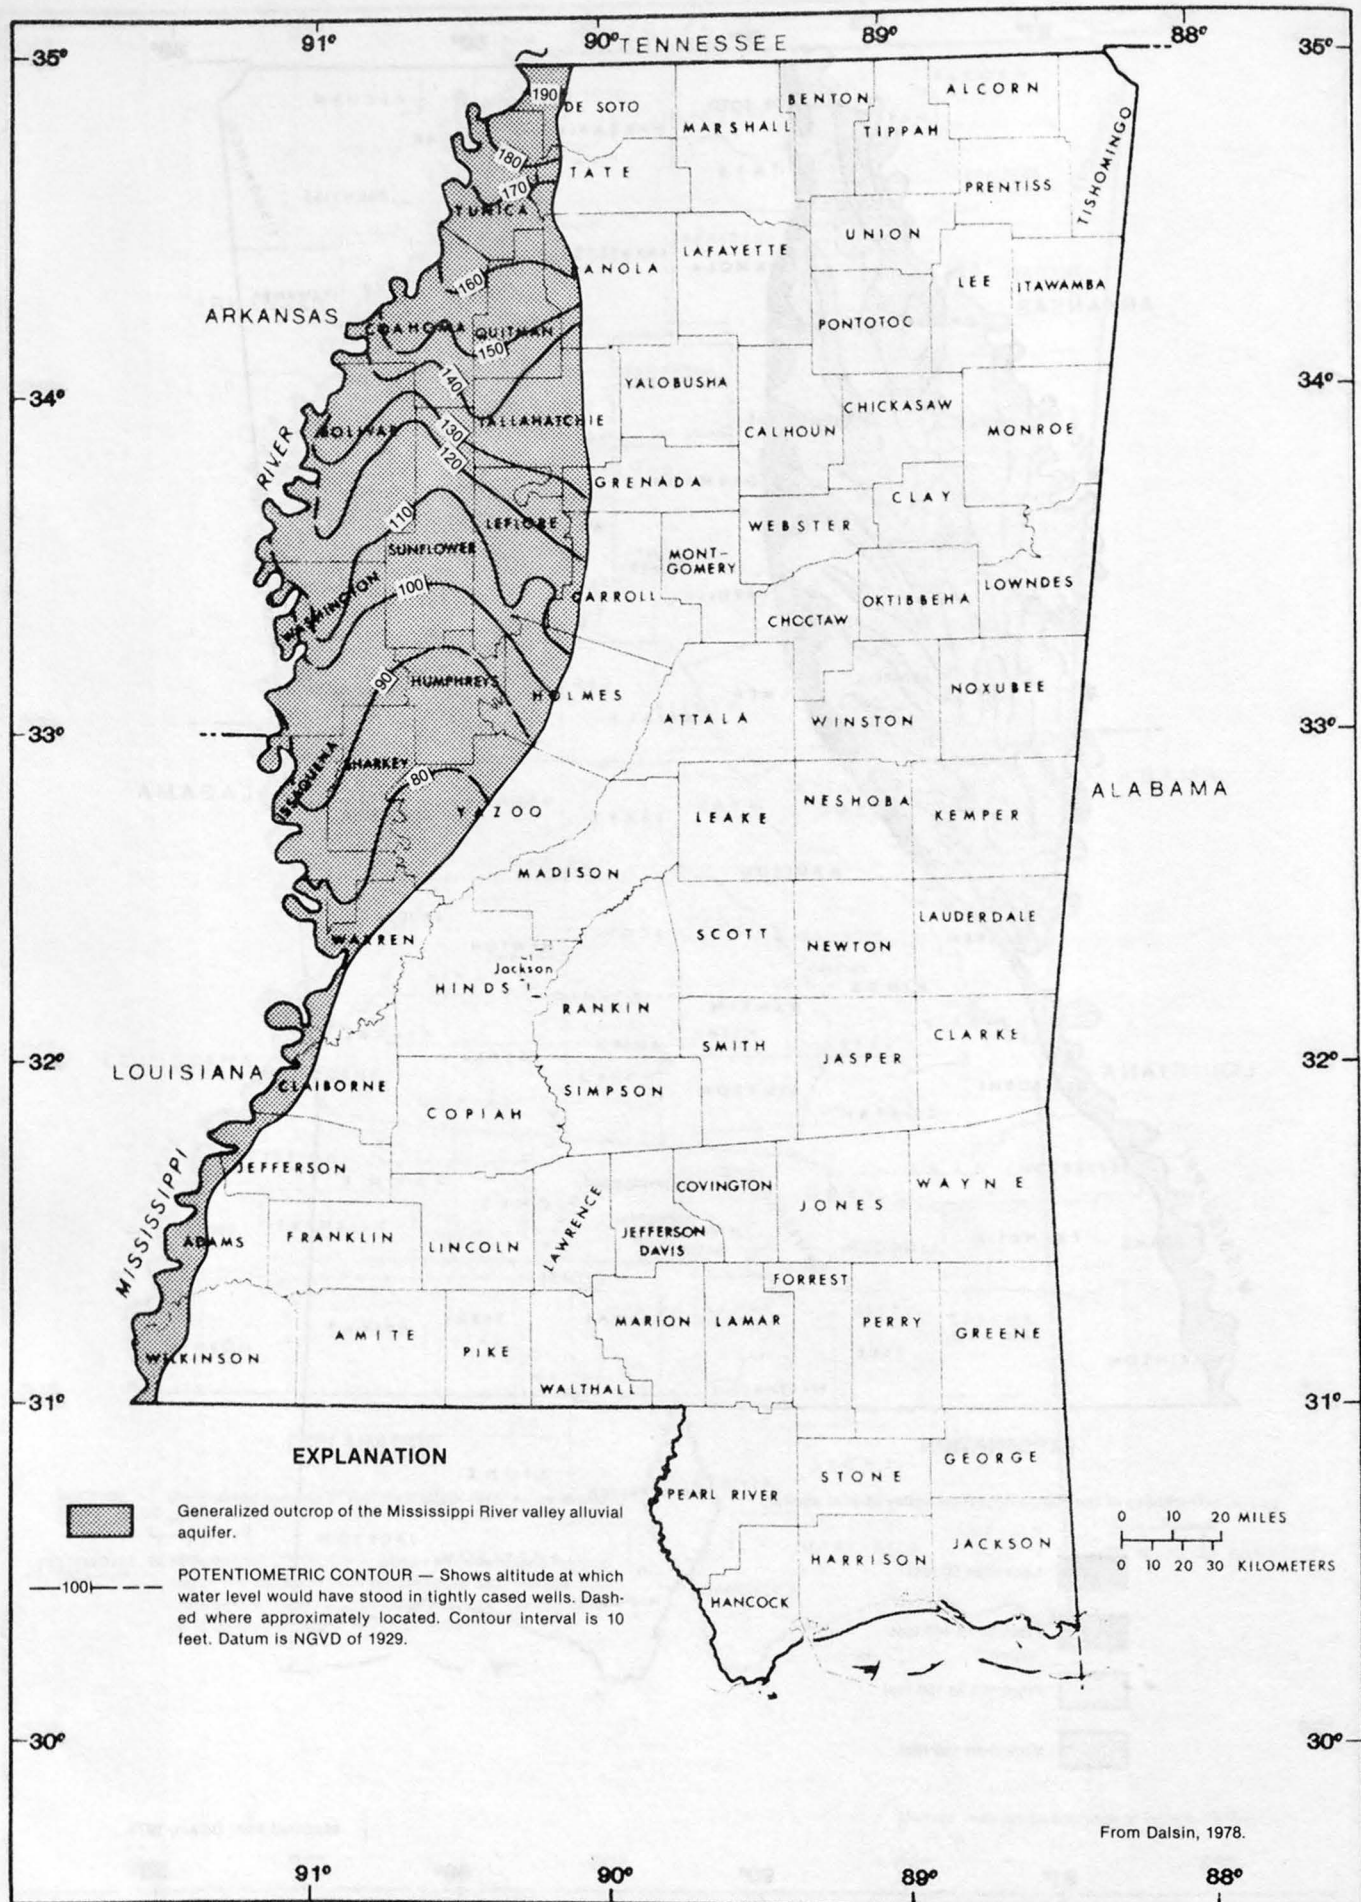 91° 90° 89° 88°
35° TENNESSEE 35°
190 DE SOTO BENTON ALCORN
MARSHALL TIPPAH TISHOMINGO
180 TATE
170 PRENTISS
TUNICA
UNION
LAFAYETTE
PANOLA
160 LEE ITAWAMBA
ARKANSAS COAHOMA QUITMAN PONTOTOC
150
140 YALOBUSHA
34° 34°
CHICKASAW
RIVER BOLIVAR 130 TALLAHATCHIE CALHOUN MONROE
120
GRENADA
CLAY
110 LEFLORE WEBSTER
SUNFLOWER MONT-
GOMERY
WASHINGTON 100 CARROLL OKTIBBEHA LOWNDES
CHOCTAW
90 HUMPHREYS HOLMES NOXUBEE
ATTALA WINSTON
33° 33°
ISSAQUENA SHARKEY
80 ALABAMA
YAZOO LEAKE NESHOBA KEMPER
MADISON
LAUDERDALE
WARREN SCOTT NEWTON
Jackson
HINDS
RANKIN
SMITH JASPER CLARKE
32° 32°
LOUISIANA CLAIBORNE SIMPSON
COPIAH
JEFFERSON
MISSISSIPPI COVINGTON WAYNE
LAWRENCE JONES
ADAMS FRANKLIN LINCOLN JEFFERSON
DAVIS
FORREST
MARION LAMAR PERRY
AMITE GREENE
WILKINSON PIKE
WALTHALL
31° 31°
EXPLANATION
GEORGE
STONE
PEARL RIVER
Generalized outcrop of the Mississippi River valley alluvial
aquifer.
0 10 20 MILES
JACKSON
HARRISON
0 10 20 30 KILOMETERS
HANCOCK
100 POTENTIOMETRIC CONTOUR — Shows altitude at which
water level would have stood in tightly cased wells. Dash-
ed where approximately located. Contour interval is 10
feet. Datum is NGVD of 1929.
30° 30°
From Dalsin, 1978.
91° 90° 89° 88°